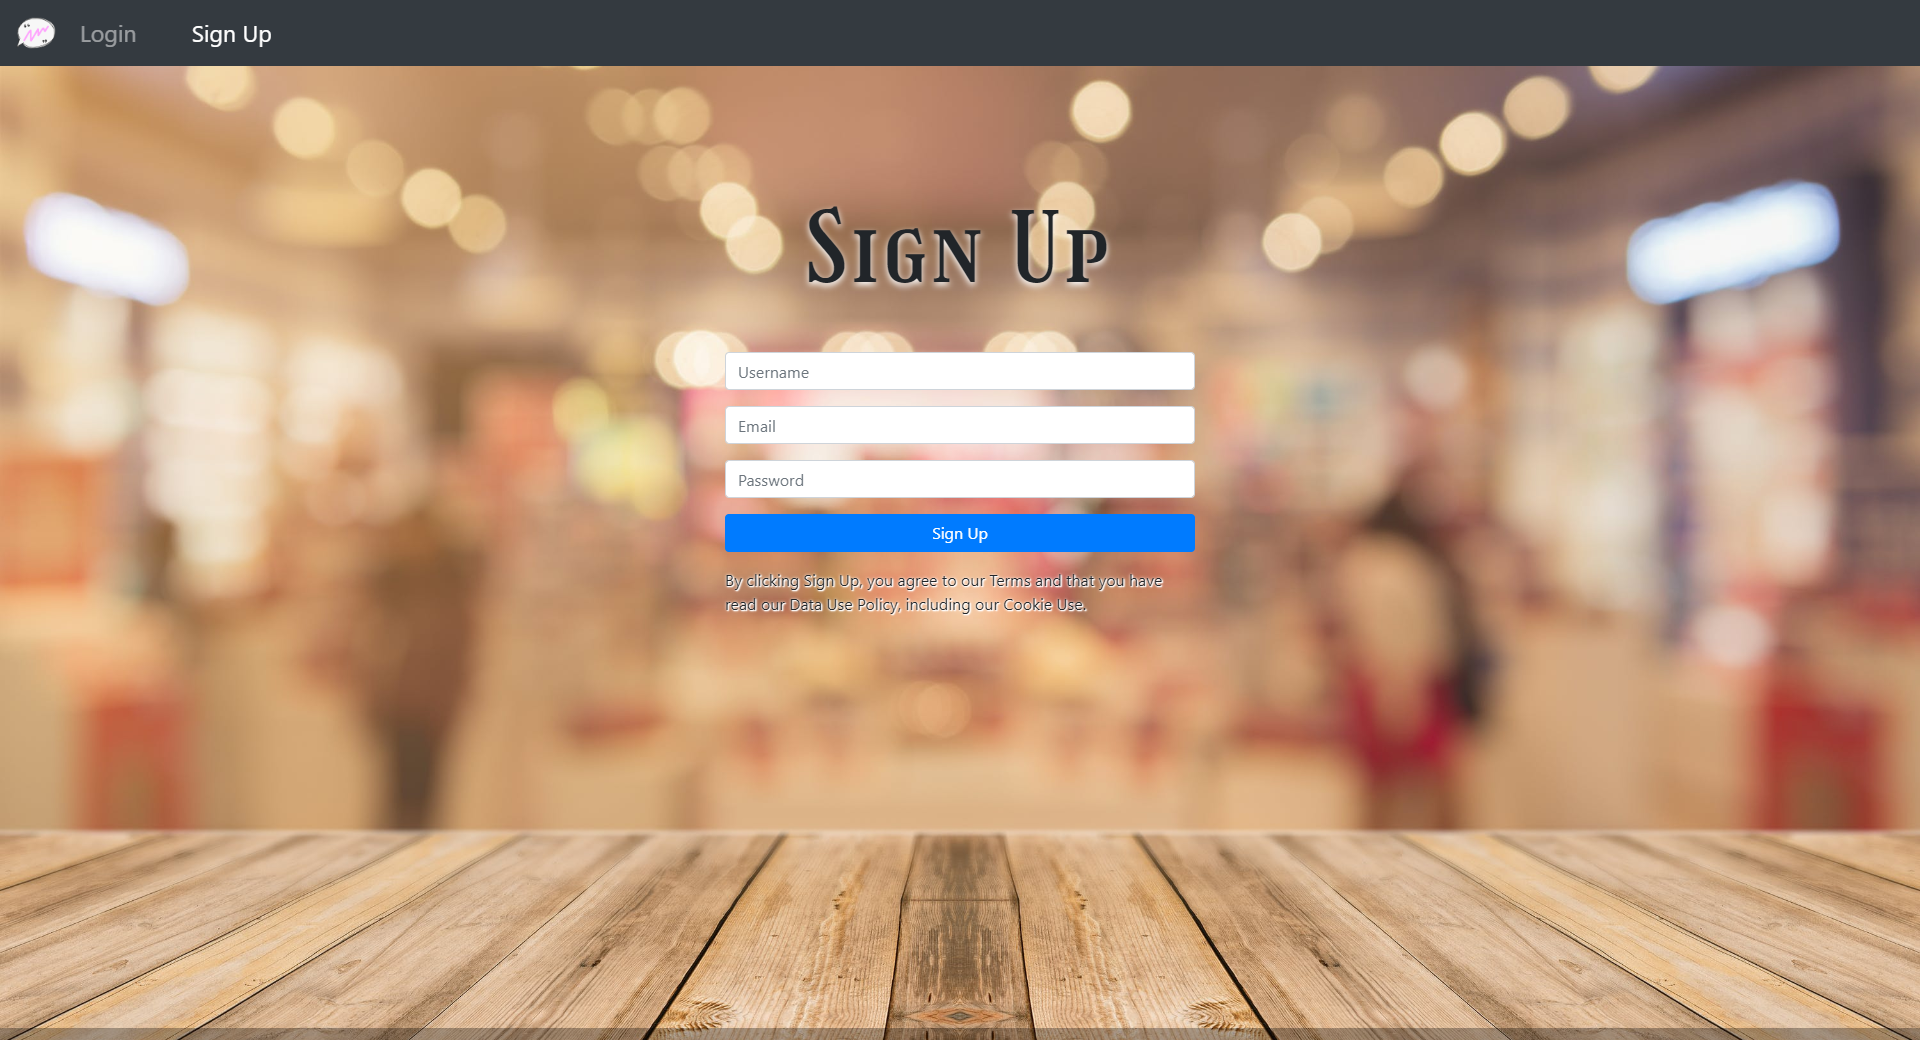 Login Sign Up
Sign Up
Username
Email
Password
Sign Up
By clicking Sign Up, you agree to our Terms and that you have
read our Data Use Policy, including our Cookie Use.